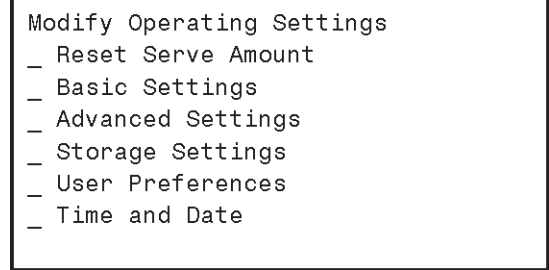 Modify Operating Settings
_ Reset Serve Amount
_ Basic Settings
_ Advanced Settings
_ Storage Settings
_ User Preferences
_ Time and Date